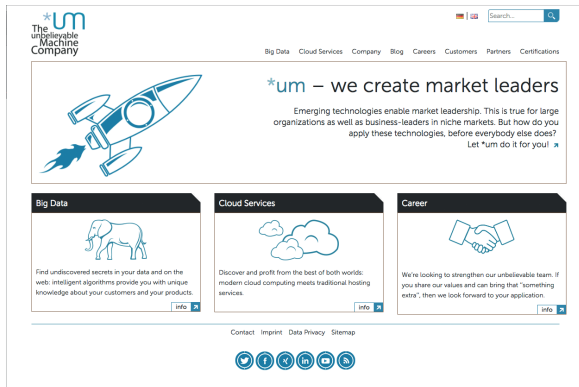 *um
The
unbelievable
Machine
Company
Search...
Big Data Cloud Services Company Blog Careers Customers Partners Certifications
*um – we create market leaders
Emerging technologies enable market leadership. This is true for large
organizations as well as business-leaders in niche markets. But how do you
apply these technologies, before everybody else does?
Let *um do it for you!
Big Data
Find undiscovered secrets in your data and on the
web: intelligent algorithms provide you with unique
knowledge about your customers and your products.
info
Cloud Services
Discover and profit from the best of both worlds:
modern cloud computing meets traditional hosting
services.
info
Career
We're looking to strengthen our unbelievable team. If
you share our values and can bring that "something
extra", then we look forward to your application.
info
Contact Imprint Data Privacy Sitemap